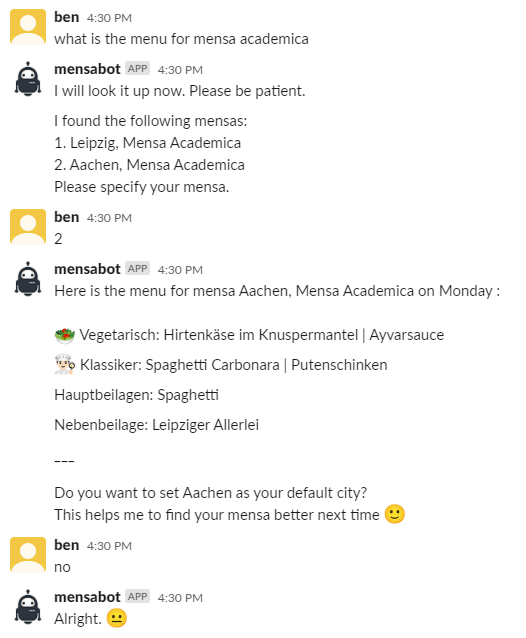 ben 4:30 PM
what is the menu for mensa academica
mensabot APP 4:30 PM
I will look it up now. Please be patient.
I found the following mensas:
1. Leipzig, Mensa Academica
2. Aachen, Mensa Academica
Please specify your mensa.
ben 4:30 PM
2
mensabot APP 4:30 PM
Here is the menu for mensa Aachen, Mensa Academica on Monday :
🥗 Vegetarisch: Hirtenkäse im Knuspermantel | Ayvarsauce
👨🏻‍🍳 Klassiker: Spaghetti Carbonara | Putenschinken
Hauptbeilagen: Spaghetti
Nebenbeilage: Leipziger Allerlei
___
Do you want to set Aachen as your default city?
This helps me to find your mensa better next time 🙂
ben 4:30 PM
no
mensabot APP 4:30 PM
Alright. 😐